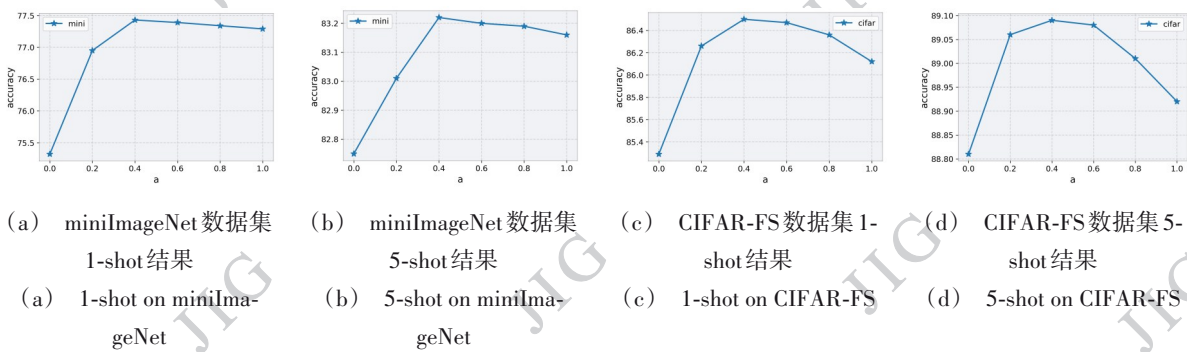 77.5
77.0
76.5
76.0
75.5
accuracy
mini
0.0 0.2 0.4 0.6 0.8 1.0
a
83.2
83.1
83.0
82.9
82.8
accuracy
mini
0.0 0.2 0.4 0.6 0.8 1.0
a
86.4
86.2
86.0
85.8
85.6
85.4
accuracy
cifar
0.0 0.2 0.4 0.6 0.8 1.0
a
89.10
89.05
89.00
88.95
88.90
88.85
88.80
accuracy
cifar
0.0 0.2 0.4 0.6 0.8 1.0
a
(a) miniImageNet数据集
1-shot结果
(a) 1-shot on miniIma-
geNet
(b) miniImageNet数据集
5-shot结果
(b) 5-shot on miniIma-
geNet
(c) CIFAR-FS数据集1-
shot结果
(c) 1-shot on CIFAR-FS
(d) CIFAR-FS数据集5-
shot结果
(d) 5-shot on CIFAR-FS
JIG
JIG
JIG
JIG